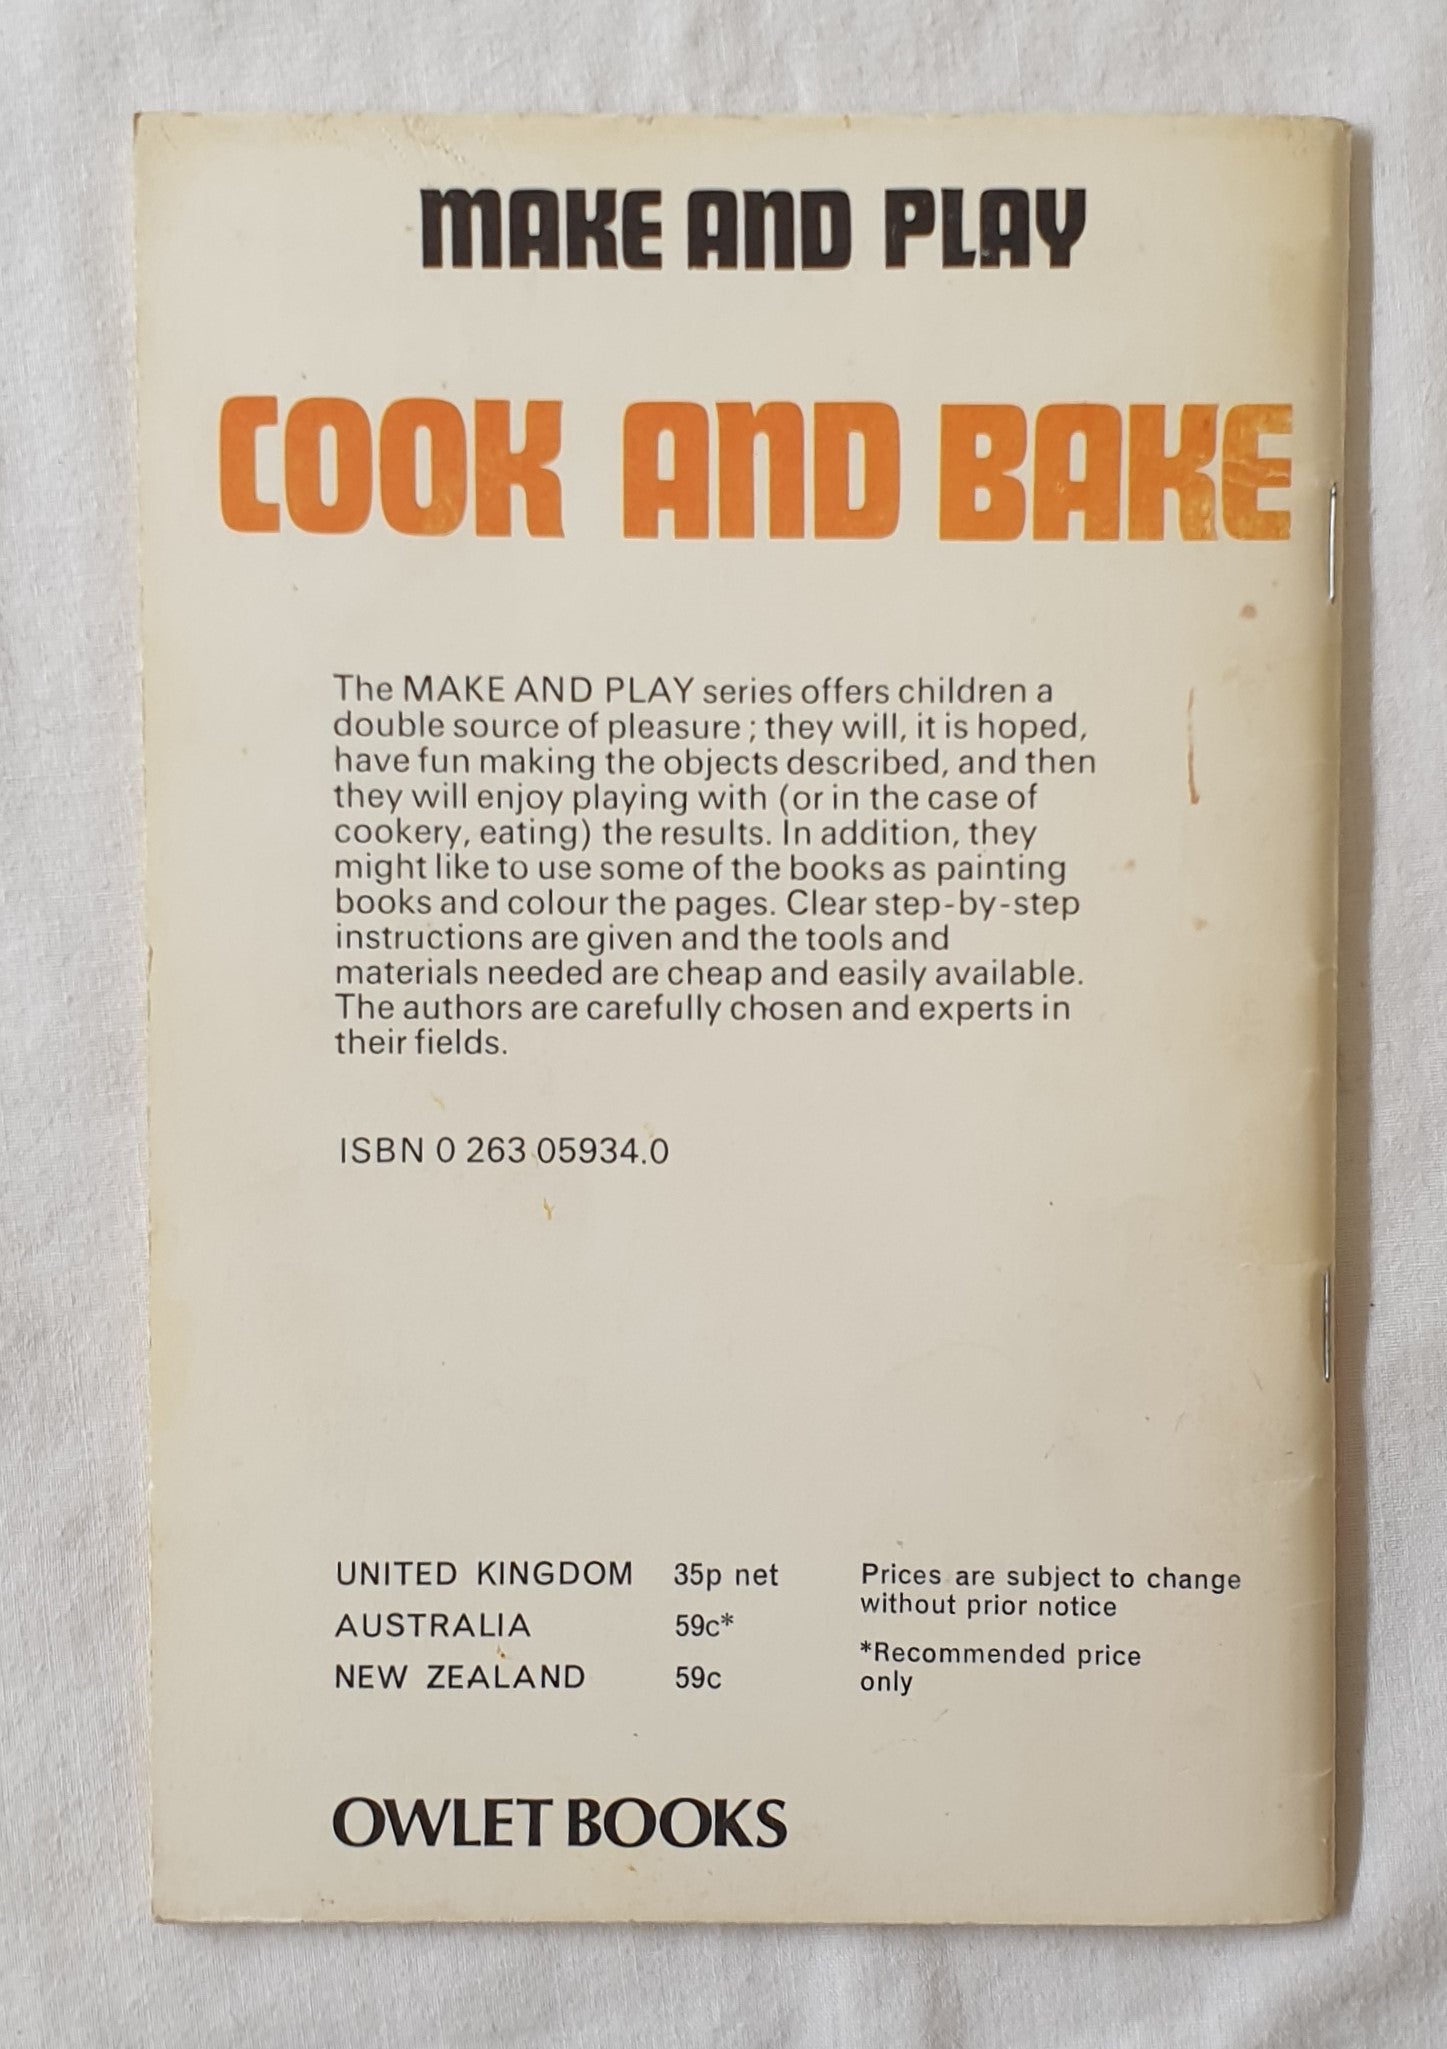 MAKE AND PLAY
COOK AND BAKE
The MAKE AND PLAY series offers children a
double source of pleasure ; they will, it is hoped,
have fun making the objects described, and then
they will enjoy playing with (or in the case of
cookery, eating) the results. In addition, they
might like to use some of the books as painting
books and colour the pages. Clear step-by-step
instructions are given and the tools and
materials needed are cheap and easily available.
The authors are carefully chosen and experts in
their fields.
ISBN 0 263 05934.0
UNITED KINGDOM 35p net
AUSTRALIA 59c*
NEW ZEALAND 59c
Prices are subject to change
without prior notice
*Recommended price
only
OWLET BOOKS